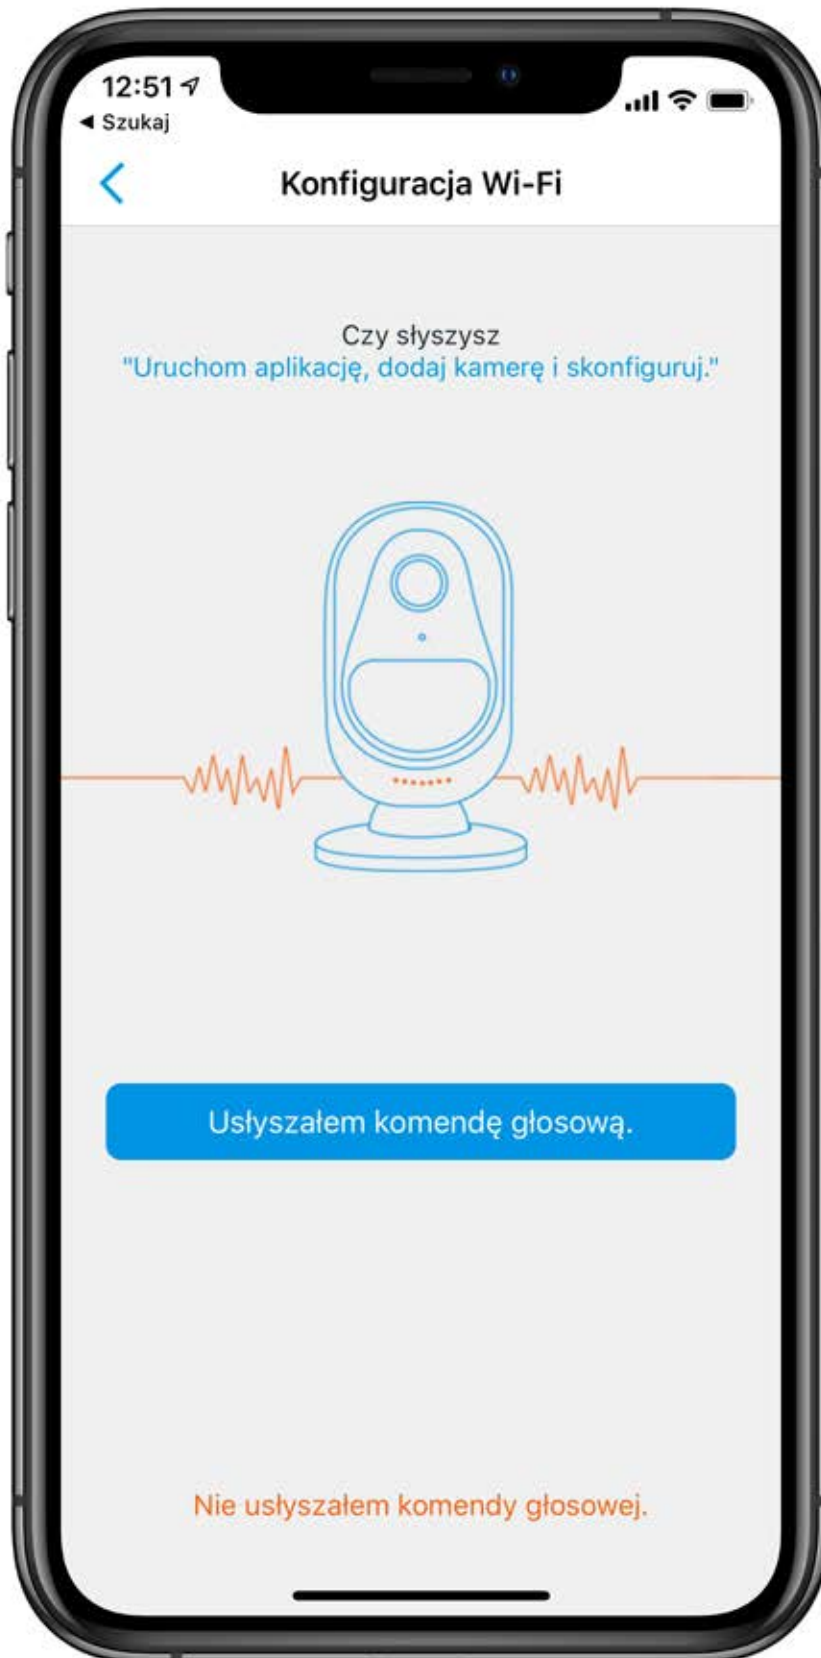 12:51
◀ Szukaj
Konfiguracja Wi-Fi
Czy słyszysz
"Uruchom aplikację, dodaj kamerę i skonfiguruj."
Usłyszałem komendę głosową.
Nie usłyszałem komendy głosowej.